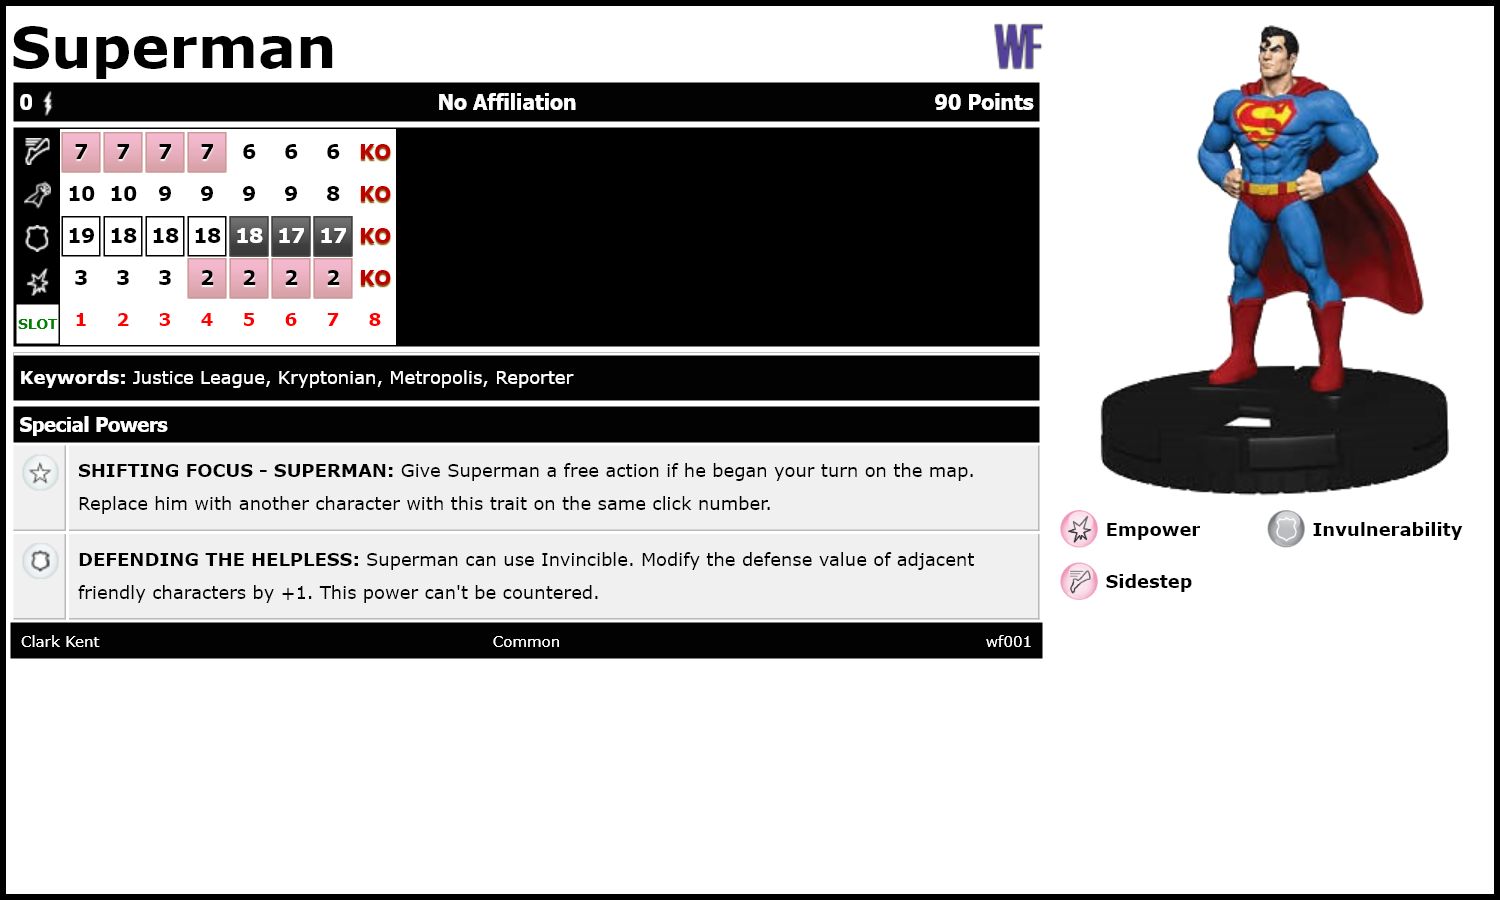 Superman
WF
0 No Affiliation 90 Points
7 7 7 7 6 6 6 KO
10 10 9 9 9 9 8 KO
19 18 18 18 18 17 17 KO
3 3 3 2 2 2 2 KO
SLOT 1 2 3 4 5 6 7 8
Keywords: Justice League, Kryptonian, Metropolis, Reporter
Special Powers
SHIFTING FOCUS - SUPERMAN: Give Superman a free action if he began your turn on the map.
Replace him with another character with this trait on the same click number.
DEFENDING THE HELPLESS: Superman can use Invincible. Modify the defense value of adjacent
friendly characters by +1. This power can't be countered.
Clark Kent Common wf001
S
Empower Invulnerability
Sidestep